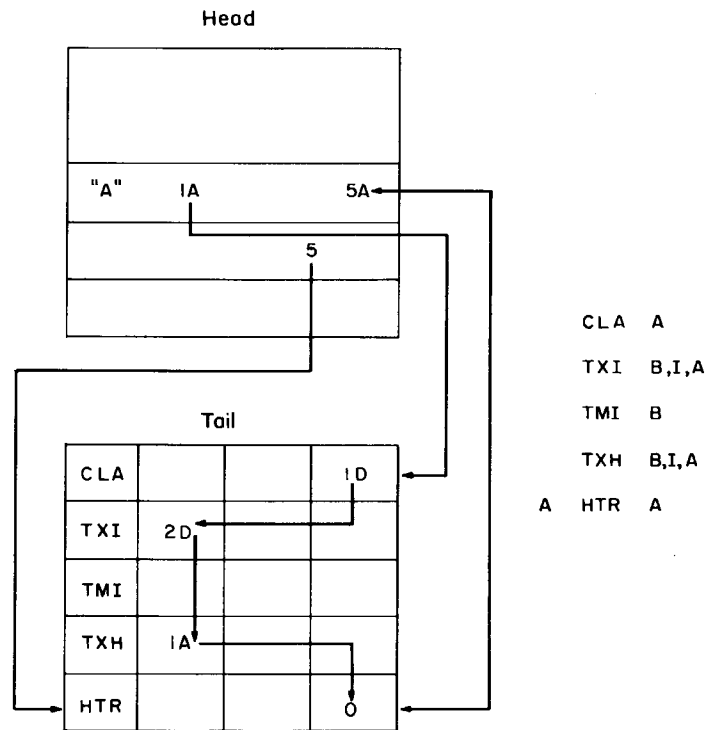 Head
"A" 1A 5A
5
Tail
CLA 1D
TXI 2D
TMI
TXH 1A
HTR 0
CLA A
TXI B,I,A
TMI B
TXH B,I,A
A HTR A